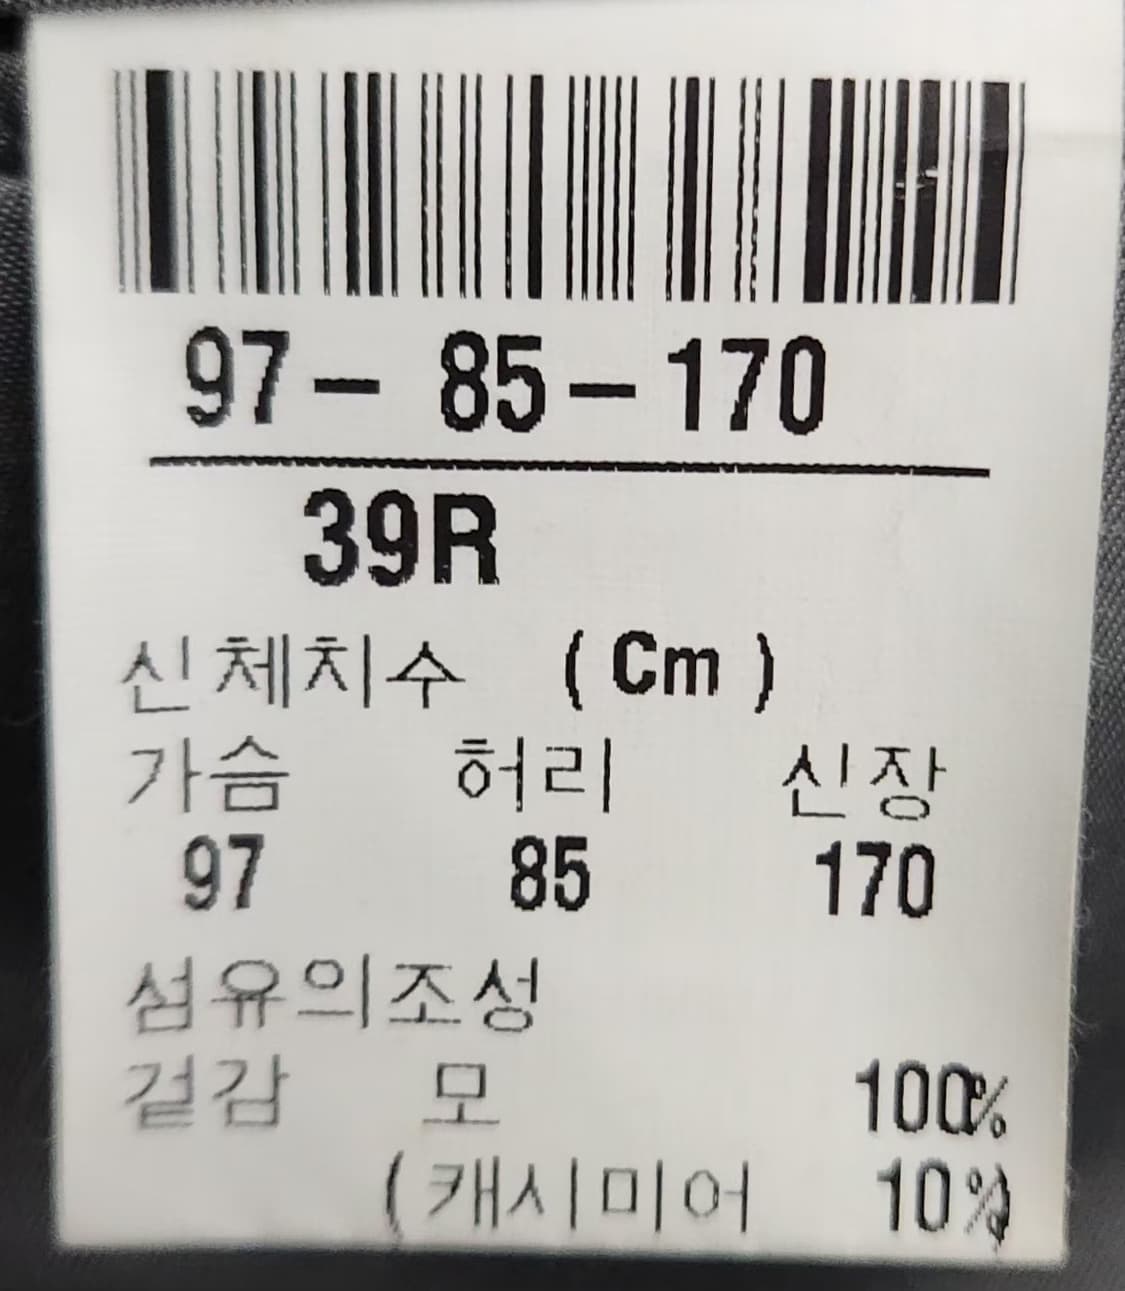 97- 85-170
39R
신체치수 (Cm)
가슴 허리 신장
97 85 170
섬유의조성
겉감 모 100%
(캐시미어 10%)